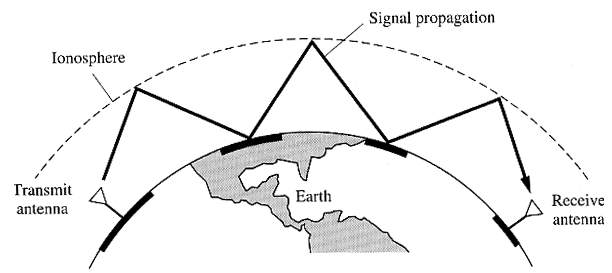 Signal propagation
Ionosphere
Transmit
antenna
Earth
Receive
antenna